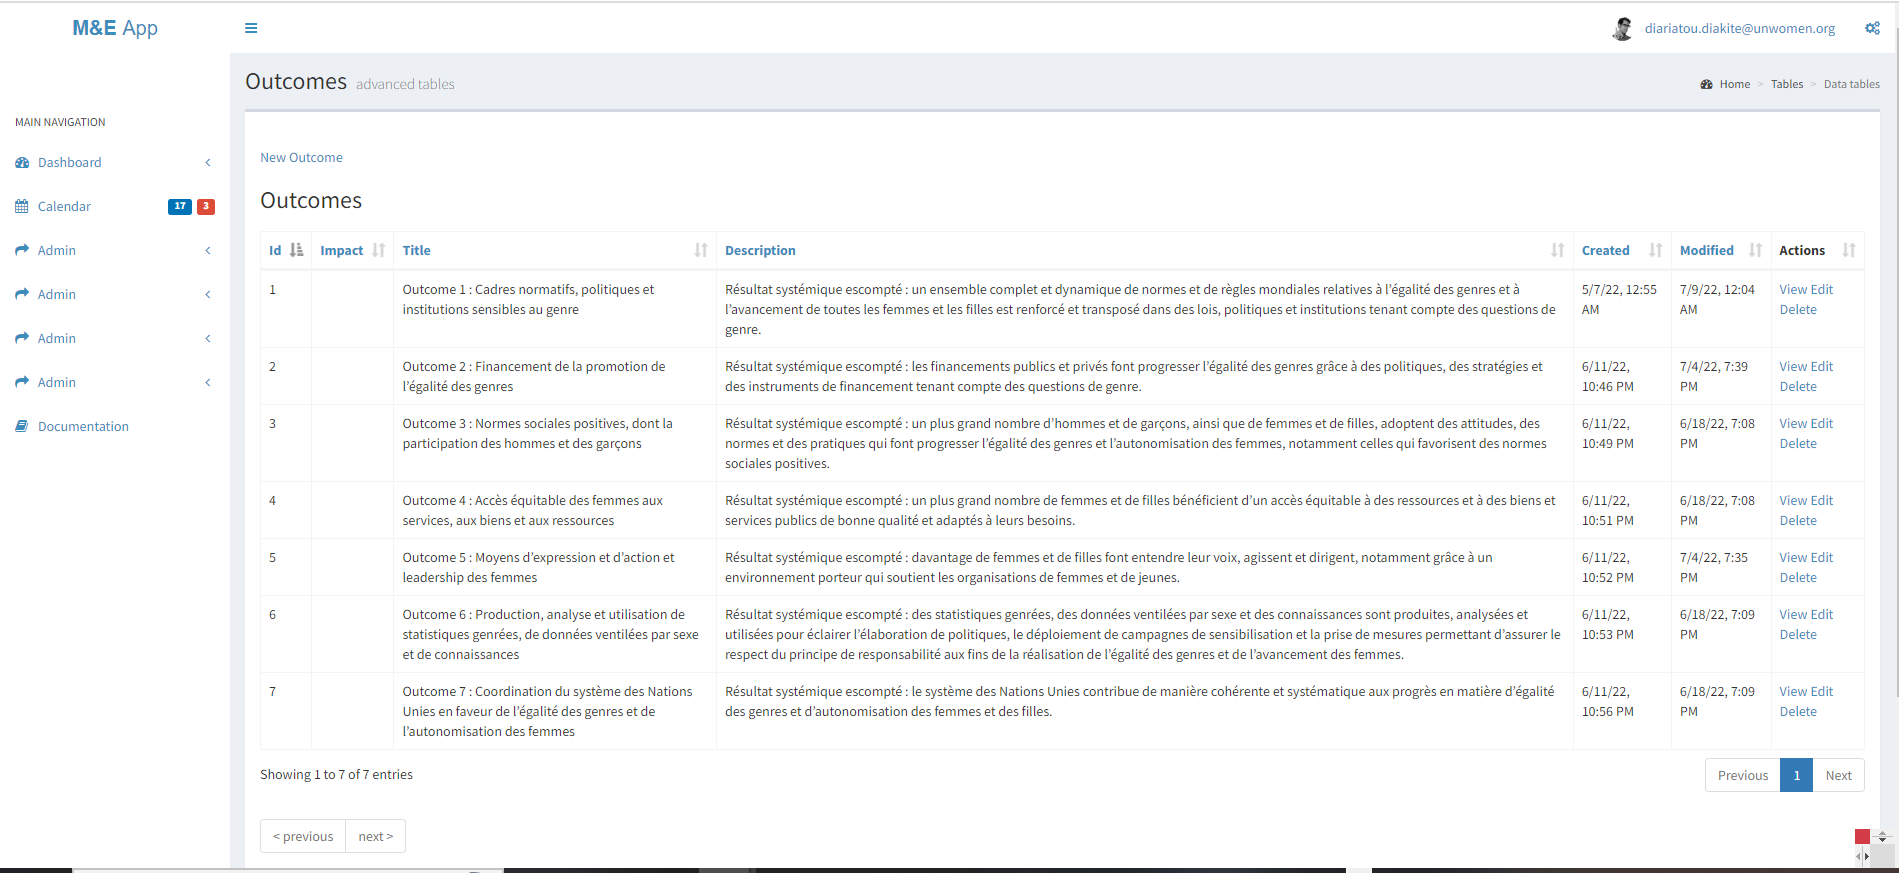 M&E App
diariatou.diakite@unwomen.org
Outcomes advanced tables
Home > Tables > Data tables
MAIN NAVIGATION
Dashboard
Calendar 17 3
Admin
Admin
Admin
Admin
Documentation
New Outcome
Outcomes
Id Impact Title Description Created Modified Actions
1
Outcome 1 : Cadres normatifs, politiques et
institutions sensibles au genre
Résultat systémique escompté : un ensemble complet et dynamique de normes et de règles mondiales relatives à l’égalité des genres et à
l’avancement de toutes les femmes et les filles est renforcé et transposé dans des lois, politiques et institutions tenant compte des questions de
genre.
5/7/22, 12:55
AM
7/9/22, 12:04
AM
View Edit
Delete
2
Outcome 2 : Financement de la promotion de
l’égalité des genres
Résultat systémique escompté : les financements publics et privés font progresser l’égalité des genres grâce à des politiques, des stratégies et
des instruments de financement tenant compte des questions de genre.
6/11/22,
10:46 PM
7/4/22, 7:39
PM
View Edit
Delete
3
Outcome 3 : Normes sociales positives, dont la
participation des hommes et des garçons
Résultat systémique escompté : un plus grand nombre d’hommes et de garçons, ainsi que de femmes et de filles, adoptent des attitudes, des
normes et des pratiques qui font progresser l’égalité des genres et l’autonomisation des femmes, notamment celles qui favorisent des normes
sociales positives.
6/11/22,
10:49 PM
6/18/22, 7:08
PM
View Edit
Delete
4
Outcome 4 : Accès équitable des femmes aux
services, aux biens et aux ressources
Résultat systémique escompté : un plus grand nombre de femmes et de filles bénéficient d’un accès équitable à des ressources et à des biens et
services publics de bonne qualité et adaptés à leurs besoins.
6/11/22,
10:51 PM
6/18/22, 7:08
PM
View Edit
Delete
5
Outcome 5 : Moyens d’expression et d’action et
leadership des femmes
Résultat systémique escompté : davantage de femmes et de filles font entendre leur voix, agissent et dirigent, notamment grâce à un
environnement porteur qui soutient les organisations de femmes et de jeunes.
6/11/22,
10:52 PM
7/4/22, 7:35
PM
View Edit
Delete
6
Outcome 6 : Production, analyse et utilisation de
statistiques genrées, de données ventilées par sexe
et de connaissances
Résultat systémique escompté : des statistiques genrées, des données ventilées par sexe et des connaissances sont produites, analysées et
utilisées pour éclairer l’élaboration de politiques, le déploiement de campagnes de sensibilisation et la prise de mesures permettant d’assurer le
respect du principe de responsabilité aux fins de la réalisation de l’égalité des genres et de l’avancement des femmes.
6/11/22,
10:53 PM
6/18/22, 7:09
PM
View Edit
Delete
7
Outcome 7 : Coordination du système des Nations
Unies en faveur de l’égalité des genres et de
l’autonomisation des femmes
Résultat systémique escompté : le système des Nations Unies contribue de manière cohérente et systématique aux progrès en matière d’égalité
des genres et d’autonomisation des femmes et des filles.
6/11/22,
10:56 PM
6/18/22, 7:09
PM
View Edit
Delete
Showing 1 to 7 of 7 entries
Previous 1 Next
< previous next >